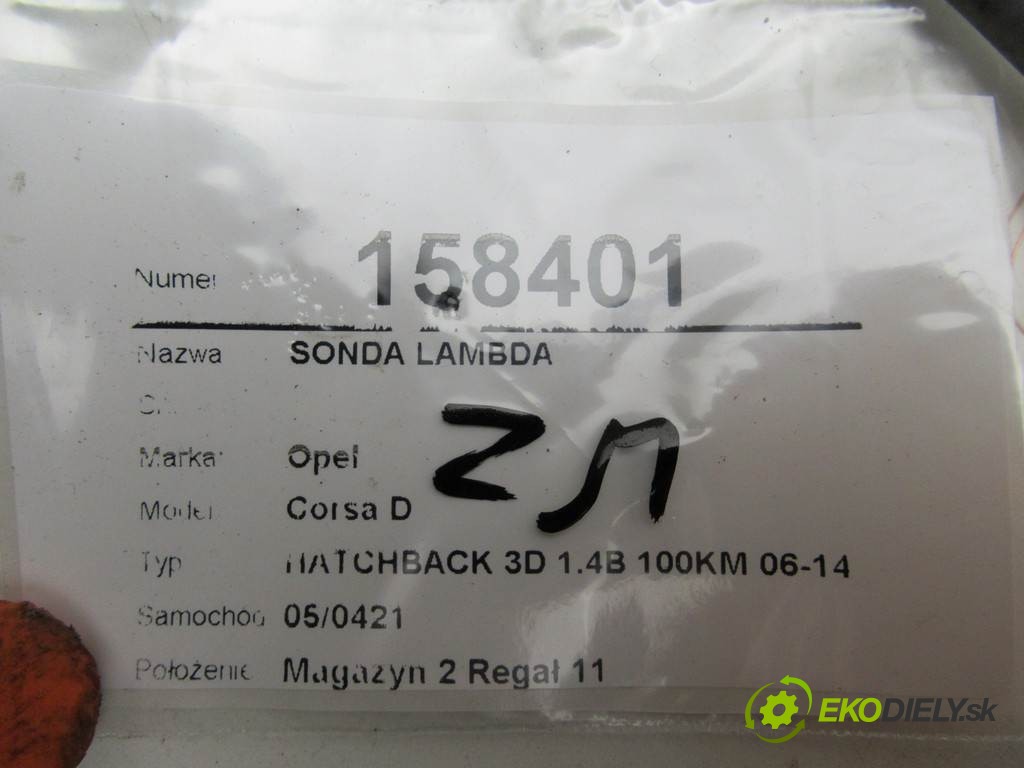 Numer 158401
Nazwa SONDA LAMBDA
Marka Opel
Model Corsa D
Typ HATCHBACK 3D 1.4B 100KM 06-14
Samochód 05/0421
Położenie Magazyn 2 Regał 11
EKODIELY.sk